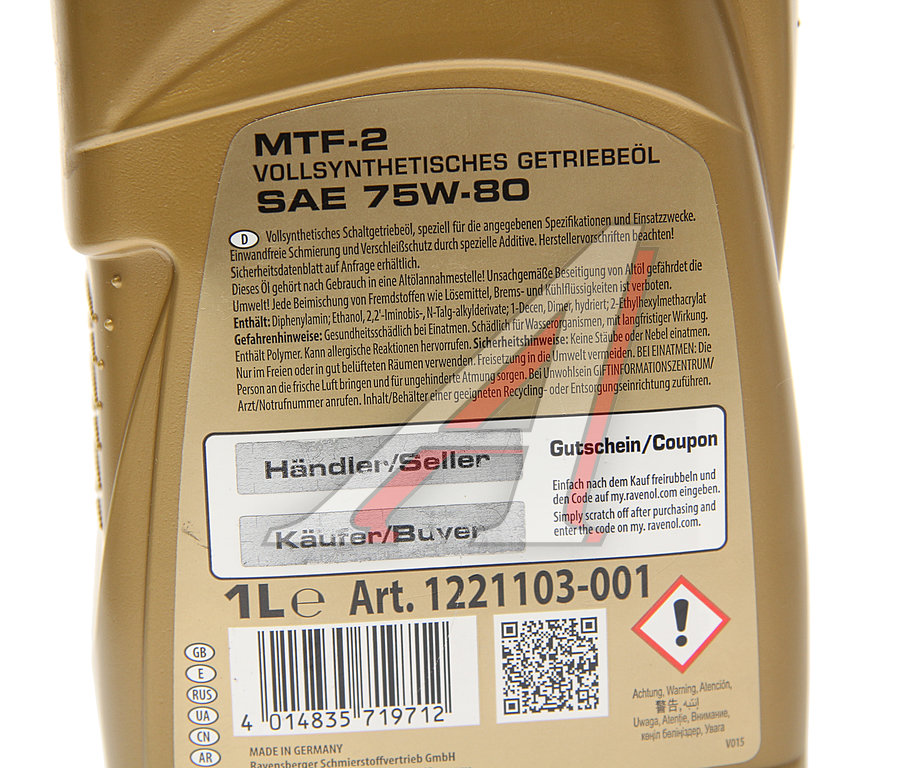 MTF-2
VOLLSYNTHETISCHES GETRIEBEÖL
SAE 75W-80
D Vollsynthetisches Schaltgetriebeöl, speziell für die angegebenen Spezifikationen und Einsatzzwecke.
Einwandfreie Schmierung und Verschleißschutz durch spezielle Additive. Herstellervorschriften beachten!
Sicherheitsdatenblatt auf Anfrage erhältlich.
Dieses Öl gehört nach Gebrauch in eine Altölannahmestelle! Unsachgemäße Beseitigung von Altöl gefährdet die
Umwelt! Jede Beimischung von Fremdstoffen wie Lösemittel, Brems- und Kühlflüssigkeiten ist verboten.
Enthält: Diphenylamin; Ethanol, 2,2'-Iminobis-, N-Talg-alkylderivate; 1-Decen, Dimer, hydriert; 2-Ethylhexylmethacrylat
Gefahrenhinweise: Gesundheitsschädlich bei Einatmen. Schädlich für Wasserorganismen, mit langfristiger Wirkung.
Enthält Polymer. Kann allergische Reaktionen hervorrufen. Sicherheitshinweise: Keine Stäube oder Nebel einatmen.
Nur im Freien oder in gut belüfteten Räumen verwenden. Freisetzung in die Umwelt vermeiden. BEI EINATMEN: Die
Person an die frische Luft bringen und für ungehinderte Atmung sorgen. Bei Unwohlsein GIFTINFORMATIONSZENTRUM/
Arzt/Notrufnummer anrufen. Inhalt/Behälter einer geeigneten Recycling- oder Entsorgungseinrichtung zuführen.
Händler/Seller
Käufer/Buyer
Gutschein/Coupon
Einfach nach dem Kauf freirubbeln und
den Code auf my.ravenol.com eingeben.
Simply scratch off after purchasing and
enter the code on my. ravenol.com.
1L e Art. 1221103-001
GB
E
RUS
UA
CN
AR
4 014835 719712
Achtung, Warning, Atención,
警告, إنتبه
Uwaga, Atenție, Внимание,
көңіл бөліңіздер, Увага
V015
MADE IN GERMANY
Ravensberger Schmierstoffvertrieb GmbH